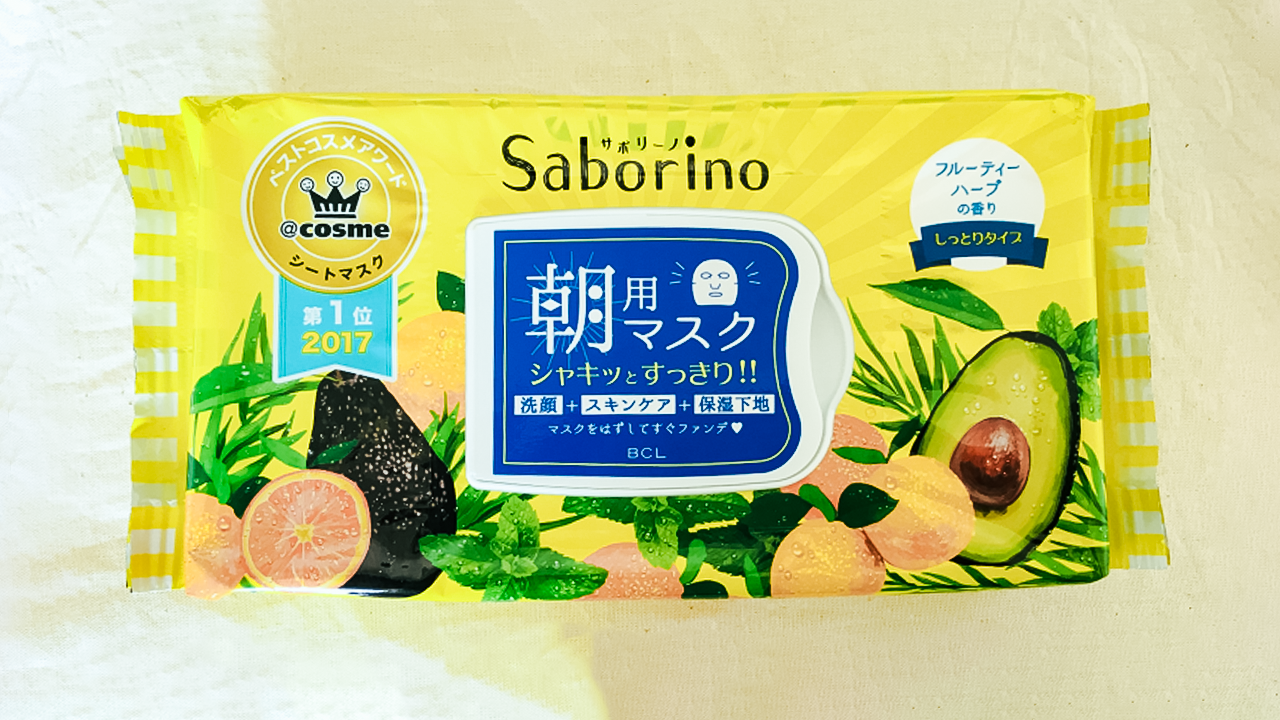 サボリーノ
Saborino
ベストコスメアワード
@cosme
シートマスク
第1位
2017
フルーティー
ハーブ
の香り
しっとりタイプ
朝用
マスク
シャキッとすっきり!!
洗顔+スキンケア+保湿下地
マスクをはずしてすぐファンデ♥
BCL